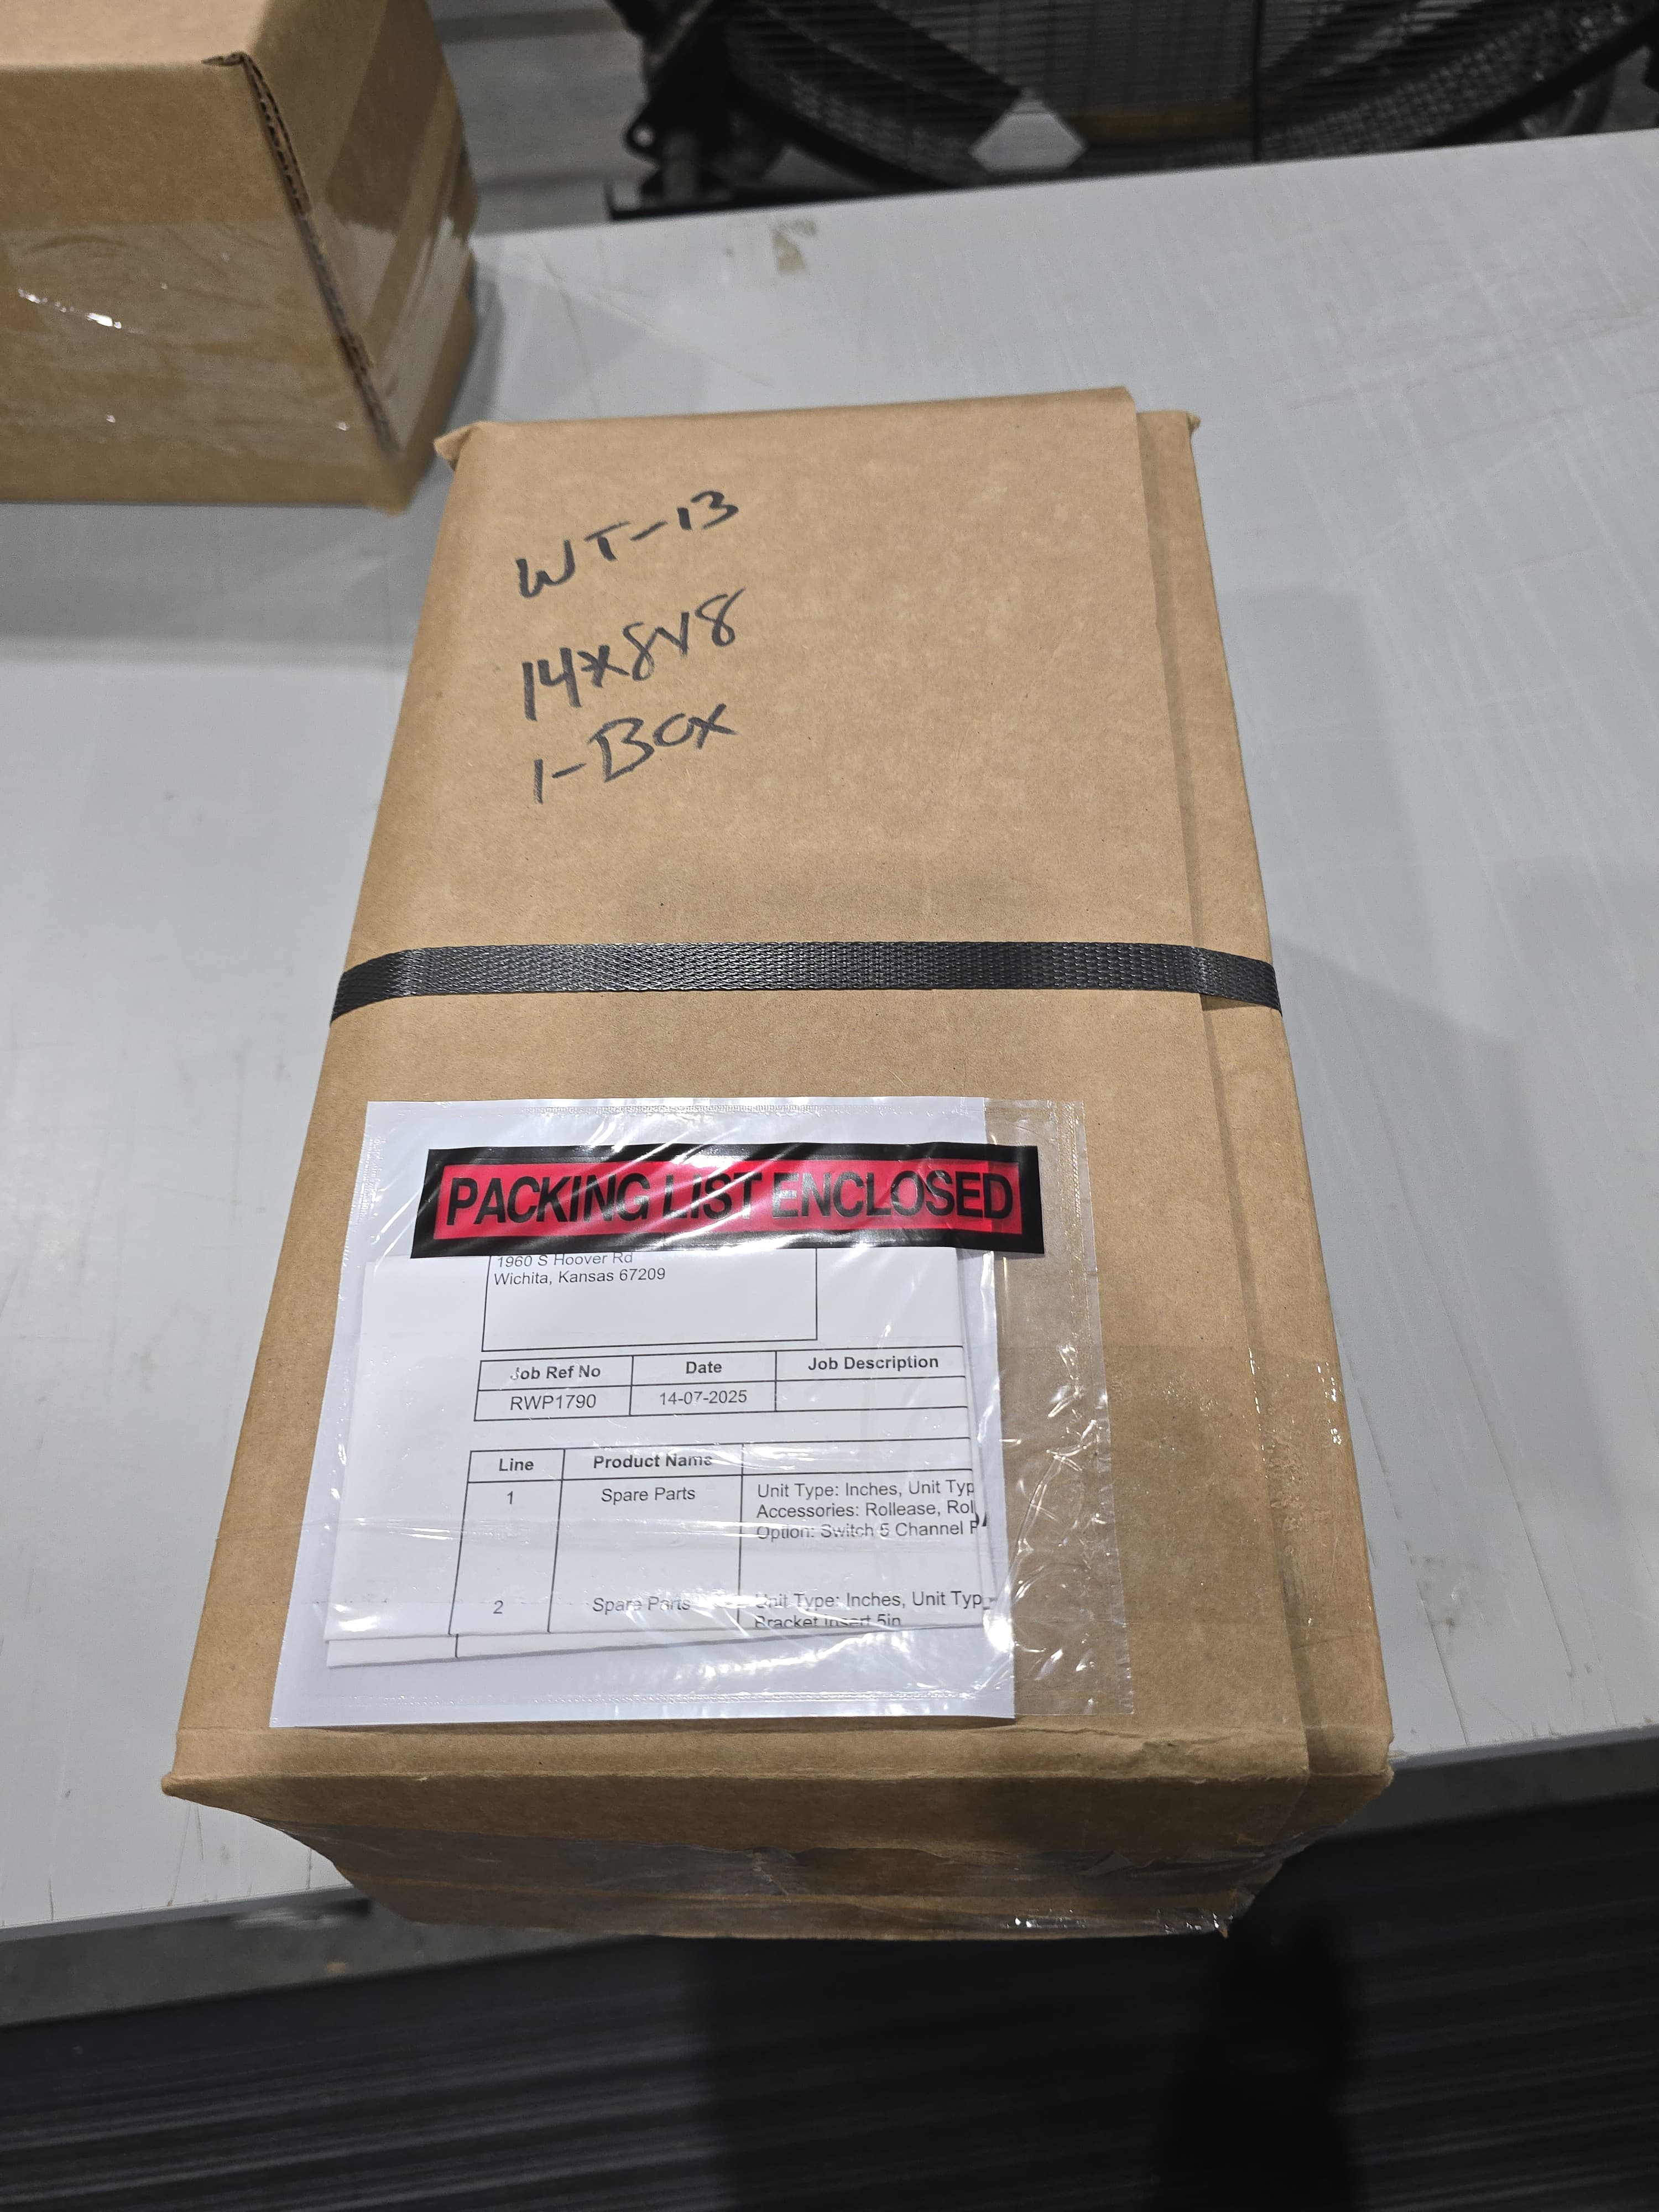 WT-13
14x8x8
1-Box
PACKING LIST ENCLOSED
1960 S Hoover Rd
Wichita, Kansas 67209
Job Ref No Date Job Description
RWP1790 14-07-2025
Line Product Name
1 Spare Parts Unit Type: Inches, Unit Typ
Accessories: Rollease, Rol
Option: Switch 5 Channel
2 Spare Parts Unit Type: Inches, Unit Typ
Bracket Insert 5in